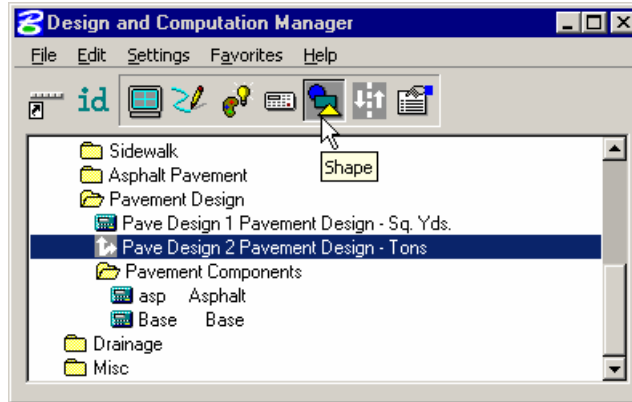 Design and Computation Manager
File Edit Settings Favorites Help
id
Shape
Sidewalk
Asphalt Pavement
Pavement Design
Pave Design 1 Pavement Design - Sq. Yds.
Pave Design 2 Pavement Design - Tons
Pavement Components
asp Asphalt
Base Base
Drainage
Misc